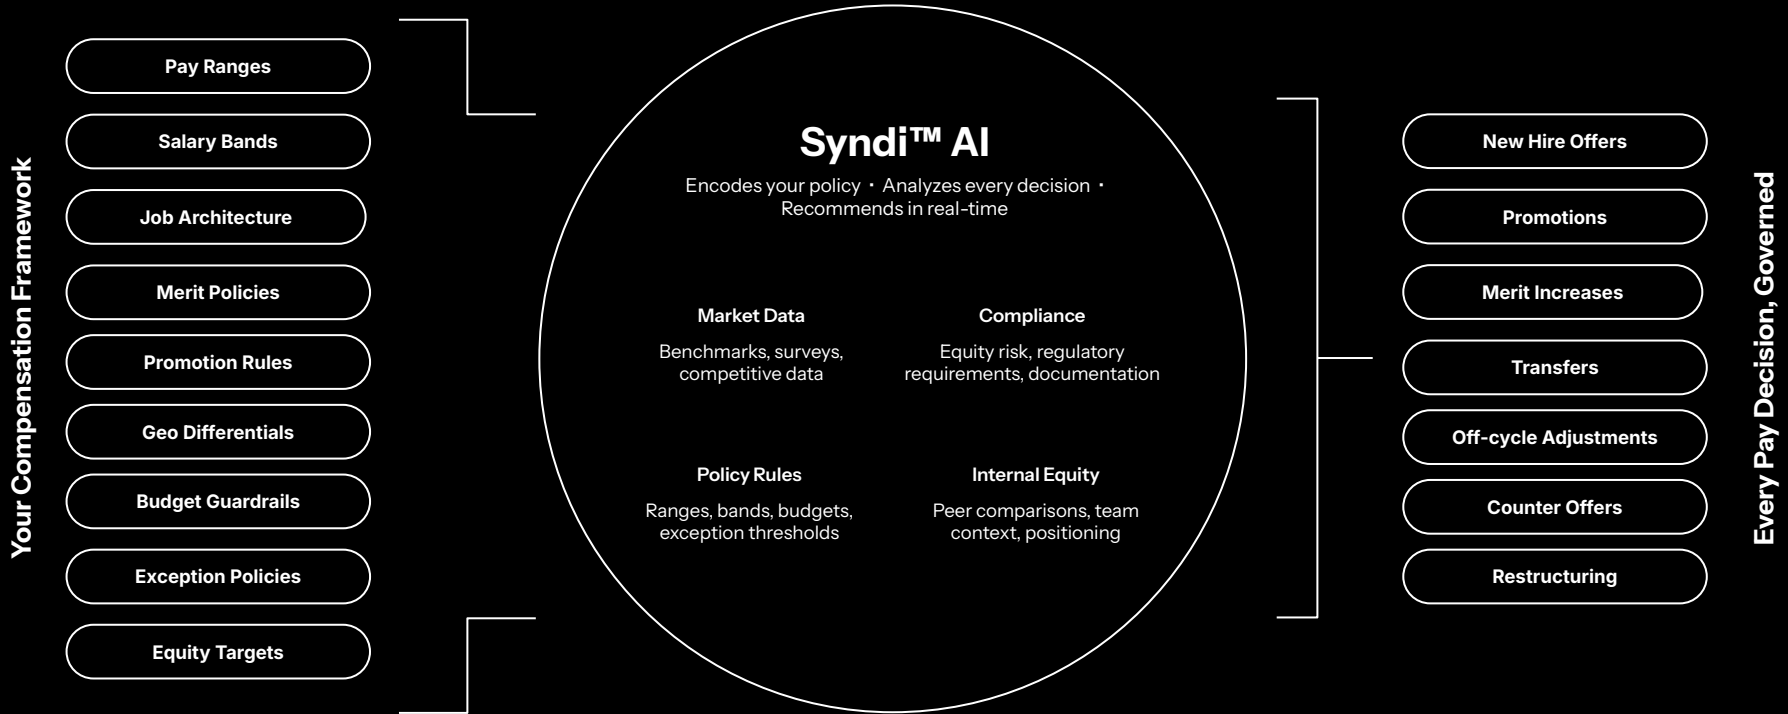 Your Compensation Framework
Pay Ranges
Salary Bands
Job Architecture
Merit Policies
Promotion Rules
Geo Differentials
Budget Guardrails
Exception Policies
Equity Targets
Syndi™ AI
Encodes your policy · Analyzes every decision ·
Recommends in real-time
Market Data
Benchmarks, surveys,
competitive data
Compliance
Equity risk, regulatory
requirements, documentation
Policy Rules
Ranges, bands, budgets,
exception thresholds
Internal Equity
Peer comparisons, team
context, positioning
New Hire Offers
Promotions
Merit Increases
Transfers
Off-cycle Adjustments
Counter Offers
Restructuring
Every Pay Decision, Governed